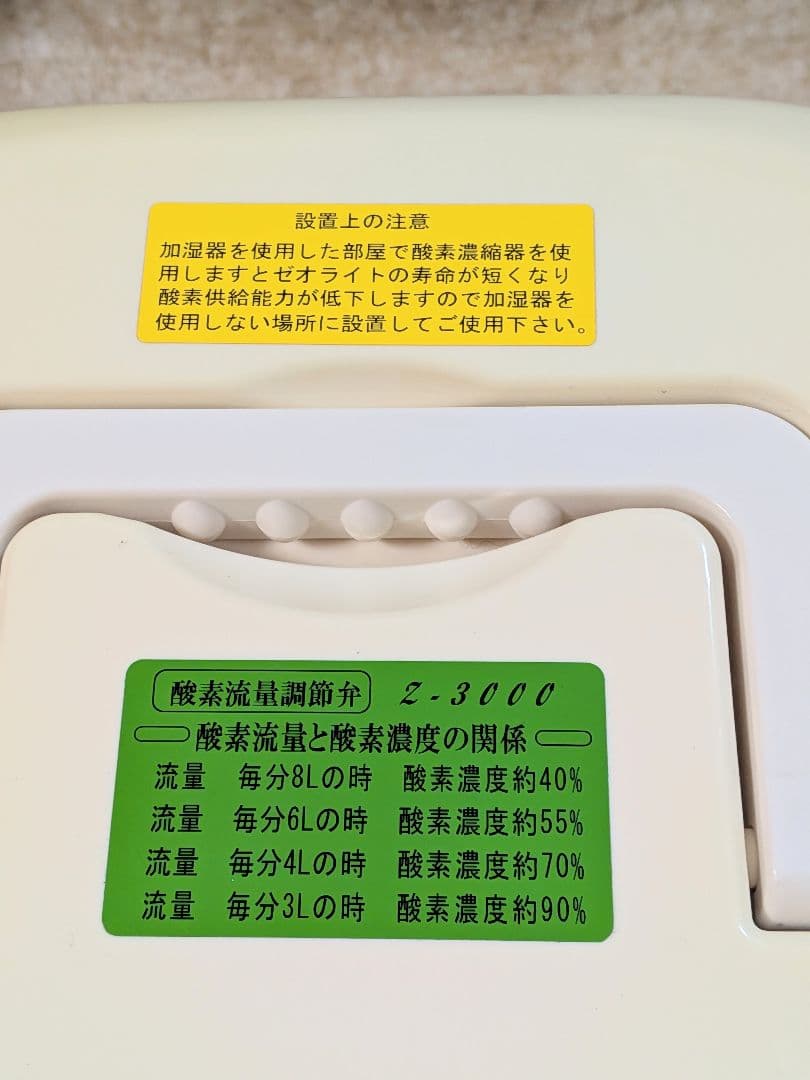 設置上の注意
加湿器を使用した部屋で酸素濃縮器を使
用しますとゼオライトの寿命が短くなり
酸素供給能力が低下しますので加湿器を
使用しない場所に設置してご使用下さい。
酸素流量調節弁 Z-3000
酸素流量と酸素濃度の関係
流量 毎分8Lの時 酸素濃度約40%
流量 毎分6Lの時 酸素濃度約55%
流量 毎分4Lの時 酸素濃度約70%
流量 毎分3Lの時 酸素濃度約90%